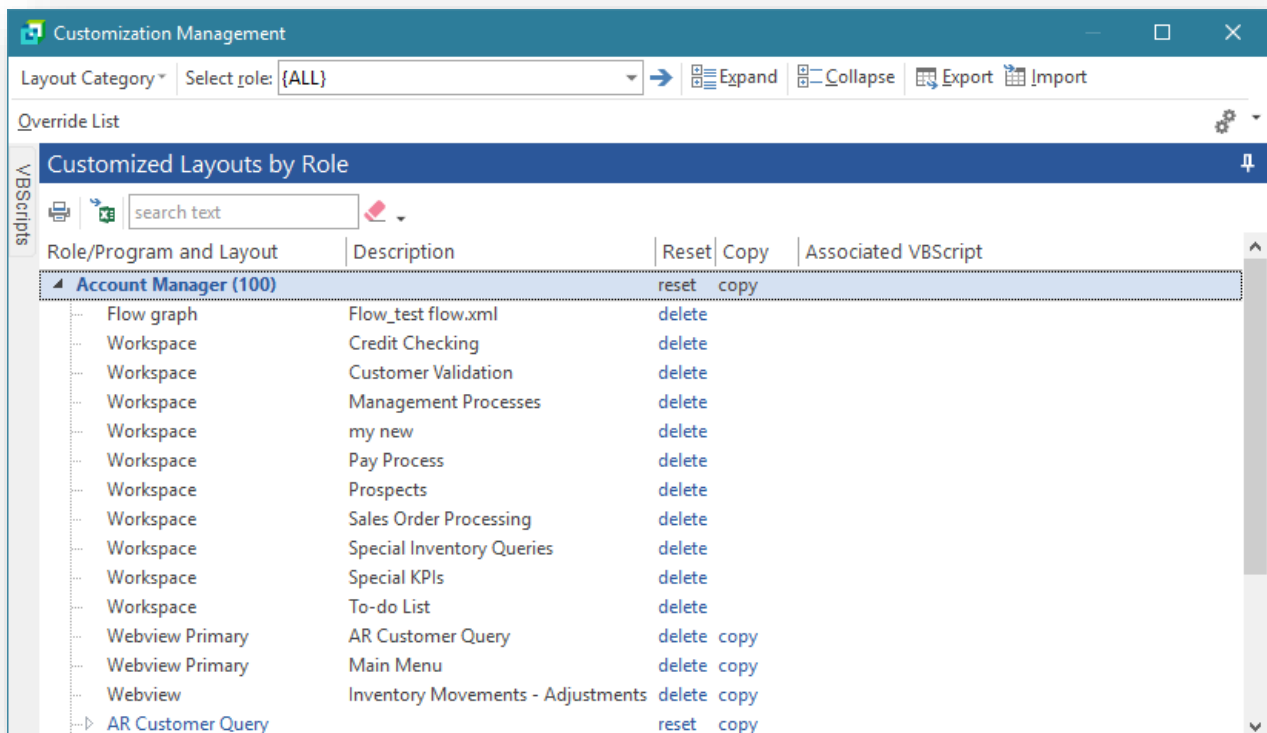 Customization Management
Layout Category Select role: {ALL} Expand Collapse Export Import
Override List
VBScripts
Customized Layouts by Role
search text
Role/Program and Layout Description Reset Copy Associated VBScript
Account Manager (100) reset copy
Flow graph Flow_test flow.xml delete
Workspace Credit Checking delete
Workspace Customer Validation delete
Workspace Management Processes delete
Workspace my new delete
Workspace Pay Process delete
Workspace Prospects delete
Workspace Sales Order Processing delete
Workspace Special Inventory Queries delete
Workspace Special KPIs delete
Workspace To-do List delete
Webview Primary AR Customer Query delete copy
Webview Primary Main Menu delete copy
Webview Inventory Movements - Adjustments delete copy
AR Customer Query reset copy